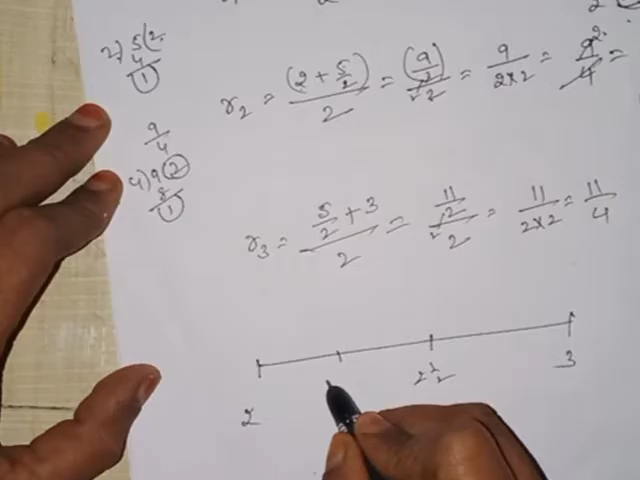 2) 5 (2
4
1
r₂ = (2 + 5/2) / 2 = (9/2) / 2 = 9 / 2×2 = 9 / 4 =
9/4
4) 9 (2
8
1
r₃ = (5/2 + 3) / 2 = (11/2) / 2 = 11 / 2×2 = 11 / 4
2 2 1/2 3